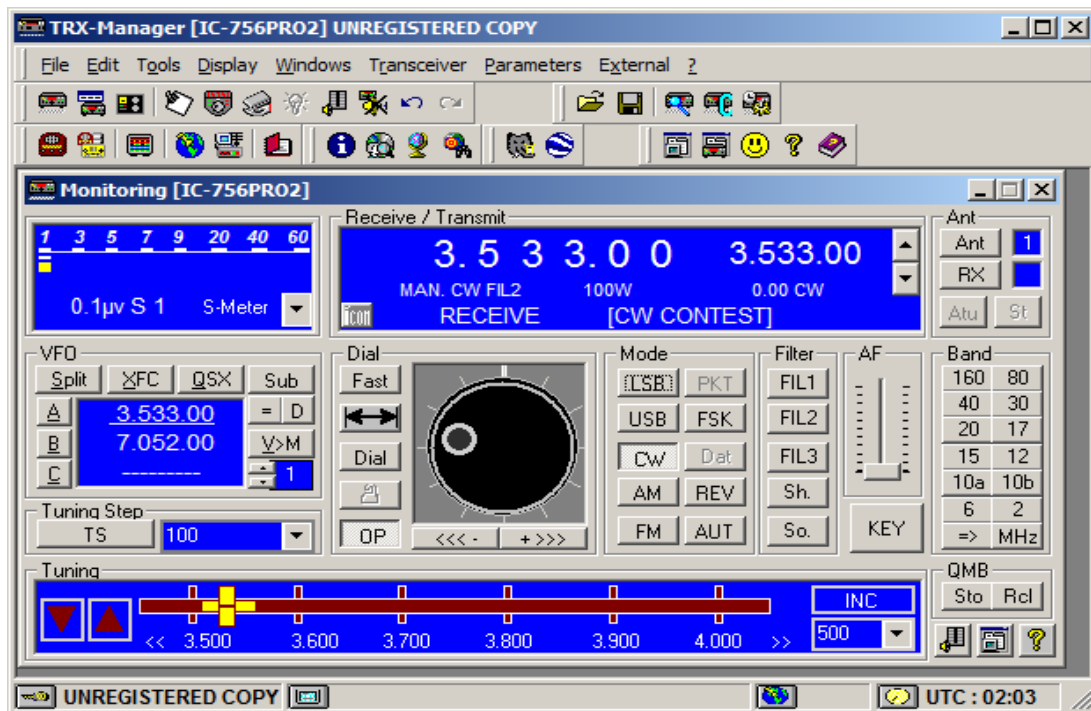 TRX-Manager [IC-756PRO2] UNREGISTERED COPY
File Edit Tools Display Windows Transceiver Parameters External ?
Monitoring [IC-756PRO2]
1 3 5 7 9 20 40 60
0.1µv S 1 S-Meter
Receive / Transmit
3.533.00 3.533.00
MAN. CW FIL2 100W 0.00 CW
ICOM RECEIVE [CW CONTEST]
Ant
Ant 1
RX
Atu St
VFO
Split XFC QSX Sub
A 3.533.00 = D
B 7.052.00 V>M
C --------- 1
Tuning Step
TS 100
Dial
Fast
Dial
OP <<< - + >>>
Mode
LSB PKT
USB FSK
CW Dat
AM REV
FM AUT
Filter
FIL1
FIL2
FIL3
Sh.
So.
AF
KEY
Band
160 80
40 30
20 17
15 12
10a 10b
6 2
=> MHz
Tuning
<< 3.500 3.600 3.700 3.800 3.900 4.000 >>
INC
500
QMB
Sto Rcl
UNREGISTERED COPY UTC : 02:03